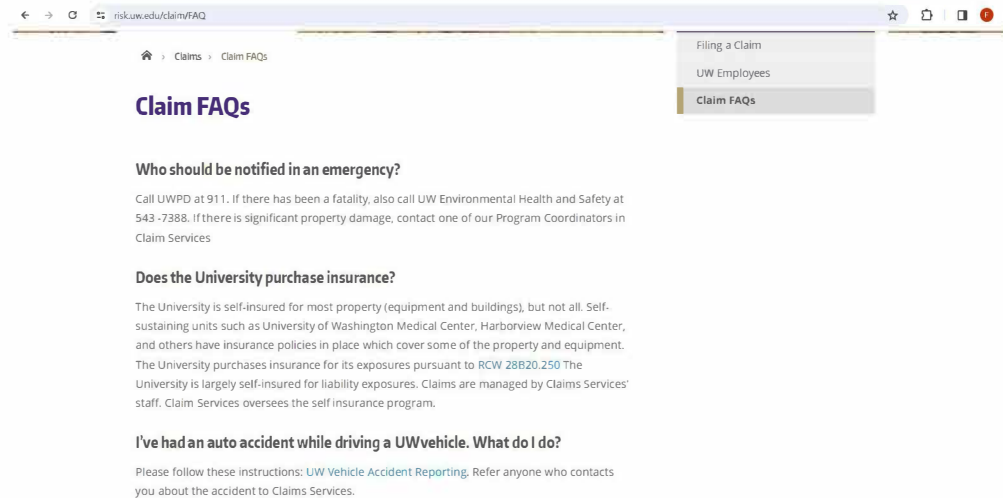 risk.uw.edu/claim/FAQ
F
Claims › Claim FAQs
Filing a Claim
UW Employees
Claim FAQs
Claim FAQs
Who should be notified in an emergency?
Call UWPD at 911. If there has been a fatality, also call UW Environmental Health and Safety at
543 -7388. If there is significant property damage, contact one of our Program Coordinators in
Claim Services
Does the University purchase insurance?
The University is self-insured for most property (equipment and buildings), but not all. Self-
sustaining units such as University of Washington Medical Center, Harborview Medical Center,
and others have insurance policies in place which cover some of the property and equipment.
The University purchases insurance for its exposures pursuant to RCW 28B20.250 The
University is largely self-insured for liability exposures. Claims are managed by Claims Services'
staff. Claim Services oversees the self insurance program.
I've had an auto accident while driving a UWvehicle. What do I do?
Please follow these instructions: UW Vehicle Accident Reporting. Refer anyone who contacts
you about the accident to Claims Services.